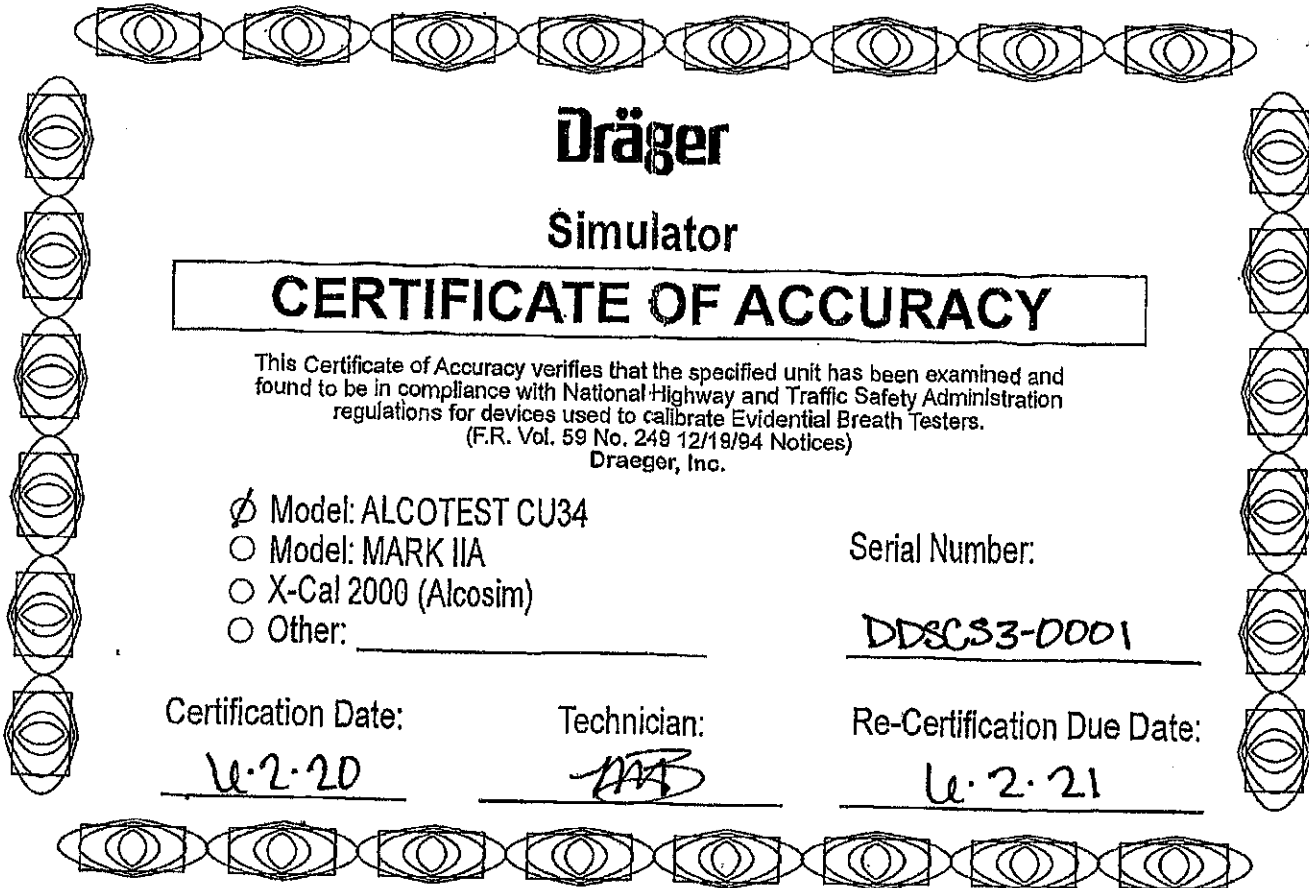 Dräger
Simulator
CERTIFICATE OF ACCURACY
This Certificate of Accuracy verifies that the specified unit has been examined and
found to be in compliance with National Highway and Traffic Safety Administration
regulations for devices used to calibrate Evidential Breath Testers.
(F.R. Vol. 59 No. 249 12/19/94 Notices)
Draeger, Inc.
Model: ALCOTEST CU34
Model: MARK IIA
X-Cal 2000 (Alcosim)
Other:
Serial Number:
DDSCS3-0001
Certification Date:
6.2.20
Technician:
Re-Certification Due Date:
6.2.21